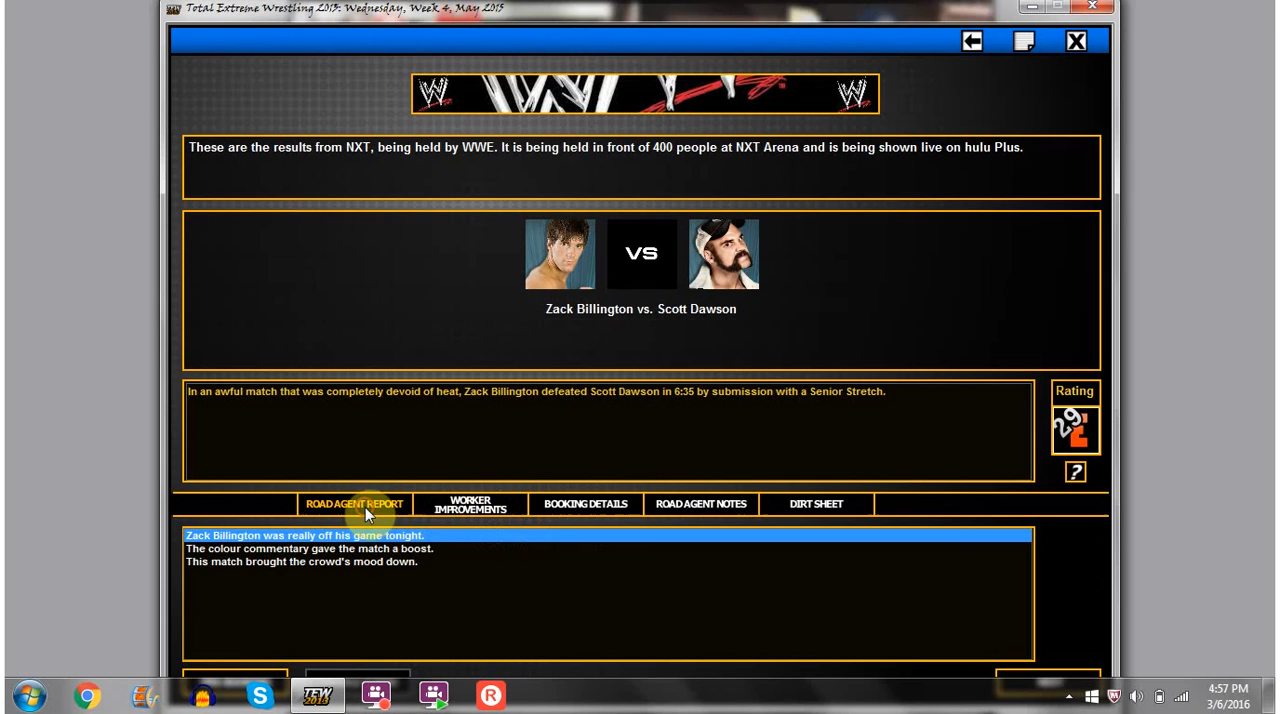 Total Extreme Wrestling 2013: Wednesday, Week 4, May 2015
These are the results from NXT, being held by WWE. It is being held in front of 400 people at NXT Arena and is being shown live on hulu Plus.
VS
Zack Billington vs. Scott Dawson
In an awful match that was completely devoid of heat, Zack Billington defeated Scott Dawson in 6:35 by submission with a Senior Stretch.
Rating
29
E
?
ROAD AGENT REPORT
WORKER
IMPROVEMENTS
BOOKING DETAILS
ROAD AGENT NOTES
DIRT SHEET
Zack Billington was really off his game tonight.
The colour commentary gave the match a boost.
This match brought the crowd's mood down.
TEW
2013
4:57 PM
3/6/2016